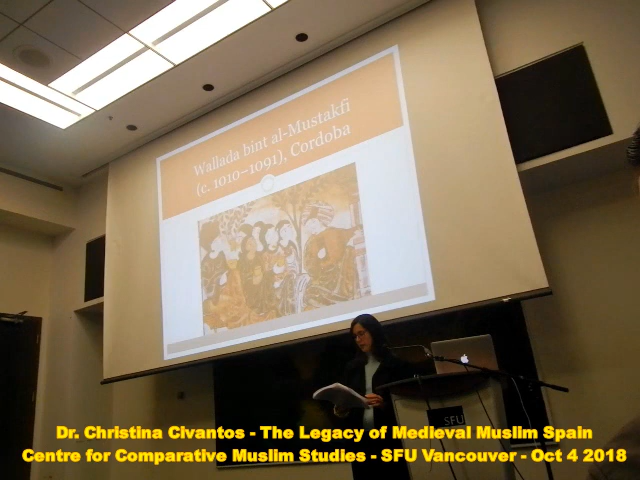 Wallada bint al-Mustakfi
(c. 1010–1091), Cordoba
SFU
Dr. Christina Civantos - The Legacy of Medieval Muslim Spain
Centre for Comparative Muslim Studies - SFU Vancouver - Oct 4 2018